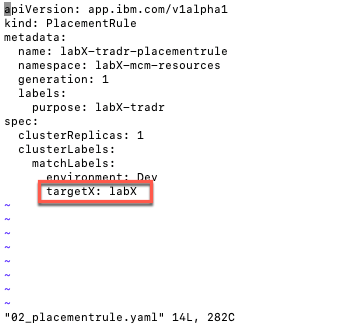 apiVersion: app.ibm.com/v1alpha1
kind: PlacementRule
metadata:
  name: labX-tradr-placementrule
  namespace: labX-mcm-resources
  generation: 1
  labels:
    purpose: labX-tradr
spec:
  clusterReplicas: 1
  clusterLabels:
    matchLabels:
      environment: Dev
      targetX: labX
~
~
~
~
~
~
~
~
"02_placementrule.yaml" 14L, 282C